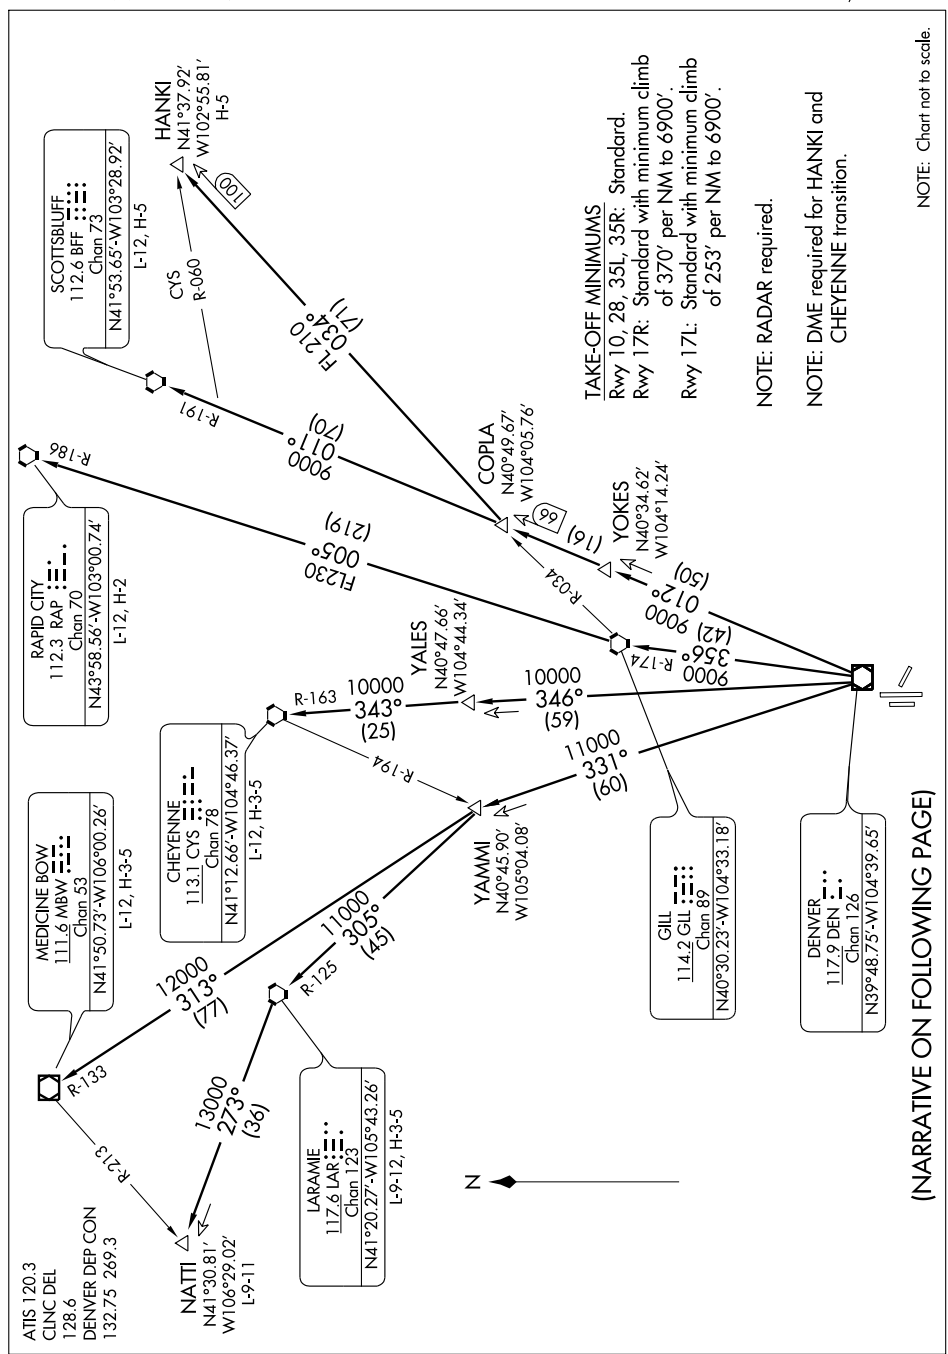 ATIS 120.3
CLNC DEL
128.6
DENVER DEP CON
132.75 269.3
NATTI
N41°30.81'
W106°29.02'
L-9-11
R-213
MEDICINE BOW
111.6 MBW
Chan 53
N41°50.73'-W106°00.26'
L-12, H-3-5
R-133
12000
313°
(77)
13000
273°
(36)
R-125
11000
305°
(45)
LARAMIE
117.6 LAR
Chan 123
N41°20.27'-W105°43.26'
L-9-12, H-3-5
N
CHEYENNE
113.1 CYS
Chan 78
N41°12.66'-W104°46.37'
L-12, H-3-5
R-163
R-194
10000
343°
(25)
YALES
N40°47.66'
W104°44.34'
YAMMI
N40°45.90'
W105°04.08'
11000
331°
(60)
10000
346°
(59)
RAPID CITY
112.3 RAP
Chan 70
N43°58.56'-W103°00.74'
L-12, H-2
R-186
FL230
005°
(219)
SCOTTSBLUFF
112.6 BFF
Chan 73
N41°53.65'-W103°28.92'
L-12, H-5
R-191
9000
011°
(70)
CYS
R-060
HANKI
N41°37.92'
W102°55.81'
H-5
100
FL210
034°
(71)
COPLA
N40°49.67'
W104°05.76'
66
(16)
R-034
YOKES
N40°34.62'
W104°14.24'
9000
012°
(50)
R-174
9000
356°
(42)
GILL
114.2 GLL
Chan 89
N40°30.23'-W104°33.18'
DENVER
117.9 DEN
Chan 126
N39°48.75'-W104°39.65'
TAKE-OFF MINIMUMS
Rwy 10, 28, 35L, 35R: Standard.
Rwy 17R: Standard with minimum climb
of 370' per NM to 6900'.
Rwy 17L: Standard with minimum climb
of 253' per NM to 6900'.
NOTE: RADAR required.
NOTE: DME required for HANKI and
CHEYENNE transition.
NOTE: Chart not to scale.
(NARRATIVE ON FOLLOWING PAGE)